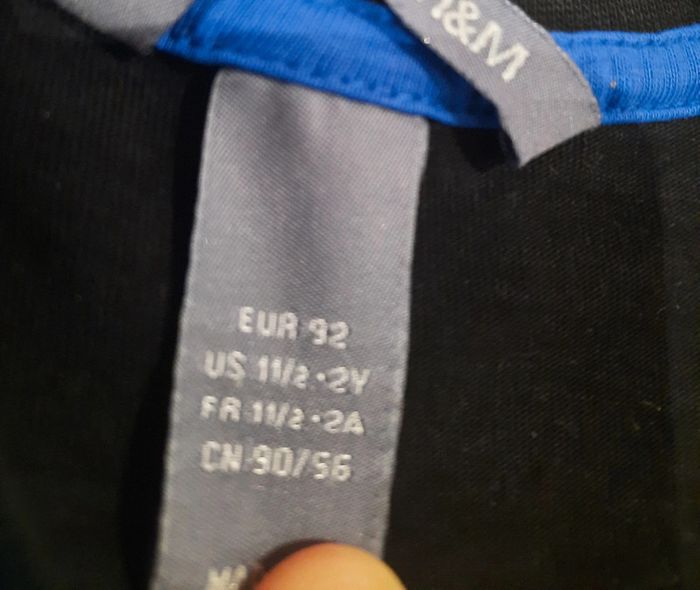 H&M
EUR 92
US 11/2-2Y
FR 11/2-2A
CN 90/56